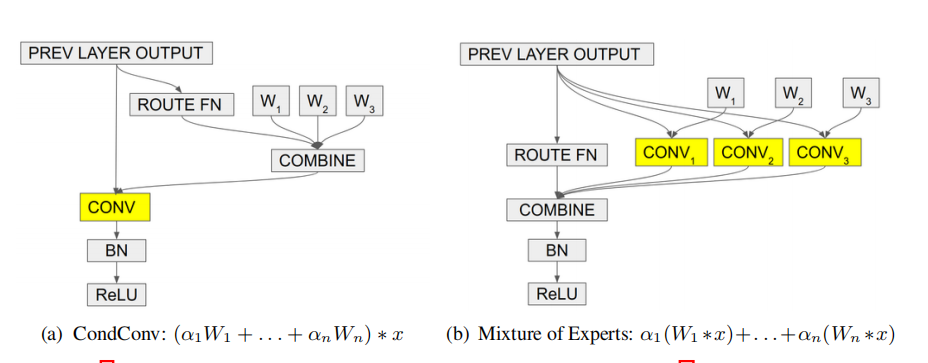 PREV LAYER OUTPUT
ROUTE FN
W1 W2 W3
COMBINE
CONV
BN
ReLU
(a) CondConv: (α₁W₁ + . . . + αₙWₙ) ∗ x
PREV LAYER OUTPUT
W1 W2 W3
ROUTE FN CONV1 CONV2 CONV3
COMBINE
BN
ReLU
(b) Mixture of Experts: α₁(W₁ ∗ x) + . . . + αₙ(Wₙ ∗ x)